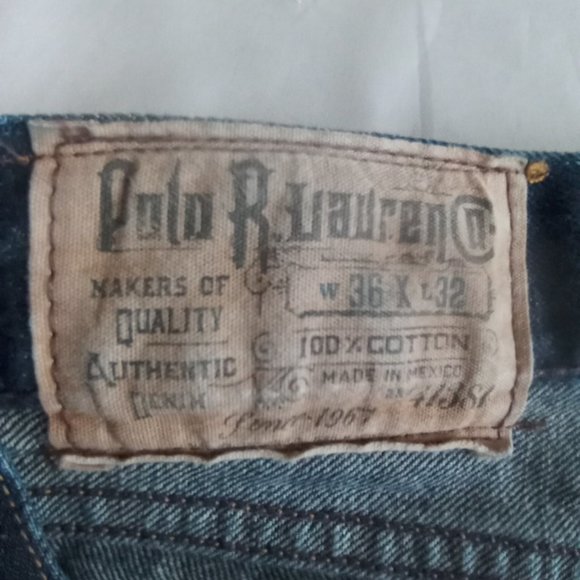 Polo R. Lauren Co
MAKERS OF
QUALITY
AUTHENTIC
DENIM
W 36 X L 32
100% COTTON
MADE IN MEXICO
Since 1967